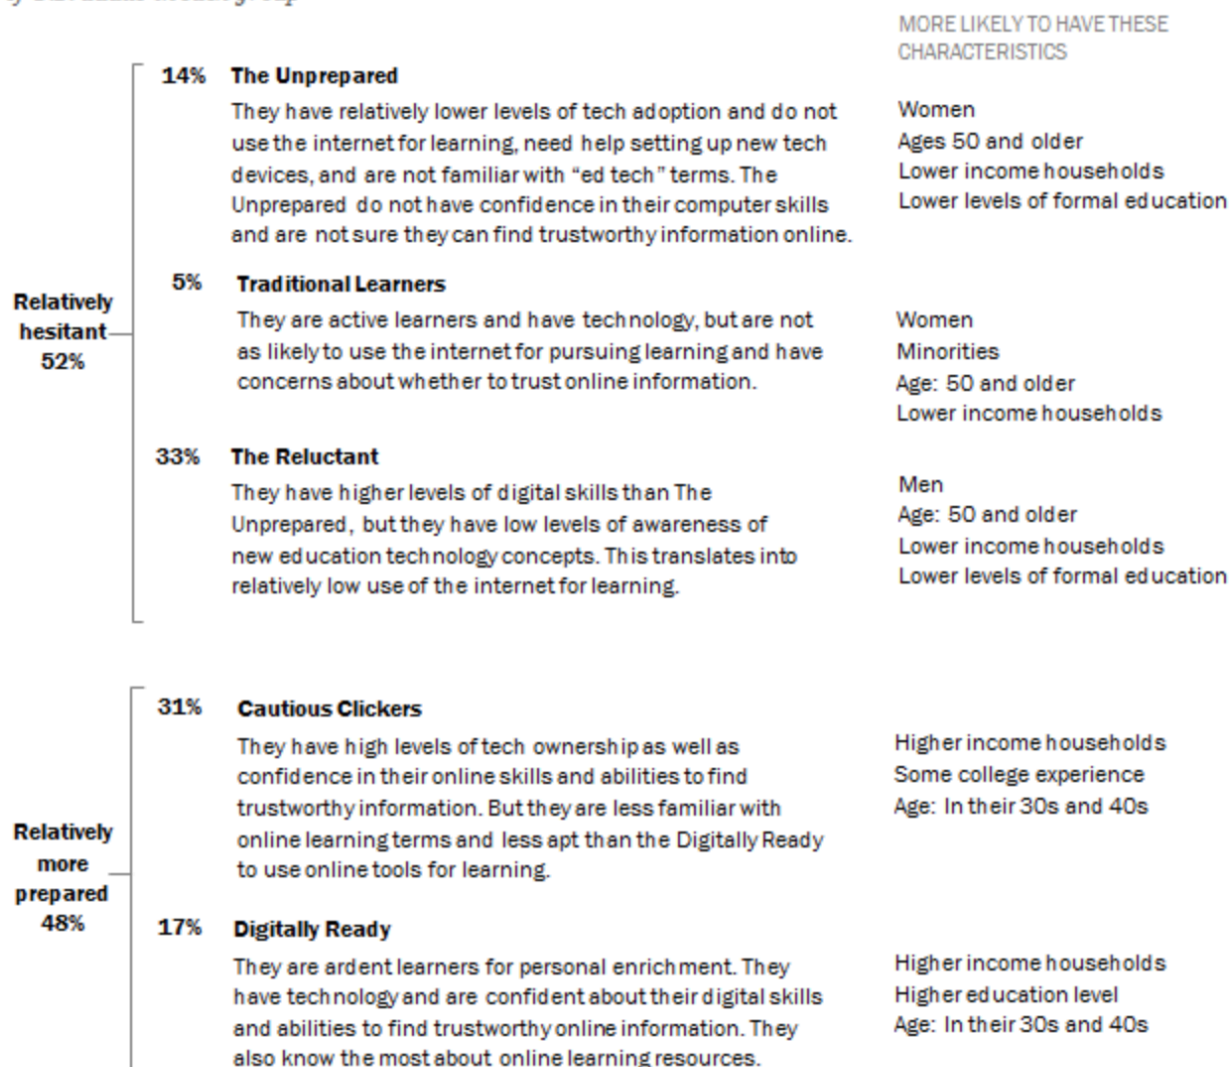 MORE LIKELY TO HAVE THESE
CHARACTERISTICS
14% The Unprepared
They have relatively lower levels of tech adoption and do not
use the internet for learning, need help setting up new tech
devices, and are not familiar with “ed tech” terms. The
Unprepared do not have confidence in their computer skills
and are not sure they can find trustworthy information online.
Women
Ages 50 and older
Lower income households
Lower levels of formal education
Relatively
hesitant
52%
5% Traditional Learners
They are active learners and have technology, but are not
as likely to use the internet for pursuing learning and have
concerns about whether to trust online information.
Women
Minorities
Age: 50 and older
Lower income households
33% The Reluctant
They have higher levels of digital skills than The
Unprepared, but they have low levels of awareness of
new education technology concepts. This translates into
relatively low use of the internet for learning.
Men
Age: 50 and older
Lower income households
Lower levels of formal education
31% Cautious Clickers
They have high levels of tech ownership as well as
confidence in their online skills and abilities to find
trustworthy information. But they are less familiar with
online learning terms and less apt than the Digitally Ready
to use online tools for learning.
Higher income households
Some college experience
Age: In their 30s and 40s
Relatively
more
prepared
48%
17% Digitally Ready
They are ardent learners for personal enrichment. They
have technology and are confident about their digital skills
and abilities to find trustworthy online information. They
also know the most about online learning resources.
Higher income households
Higher education level
Age: In their 30s and 40s